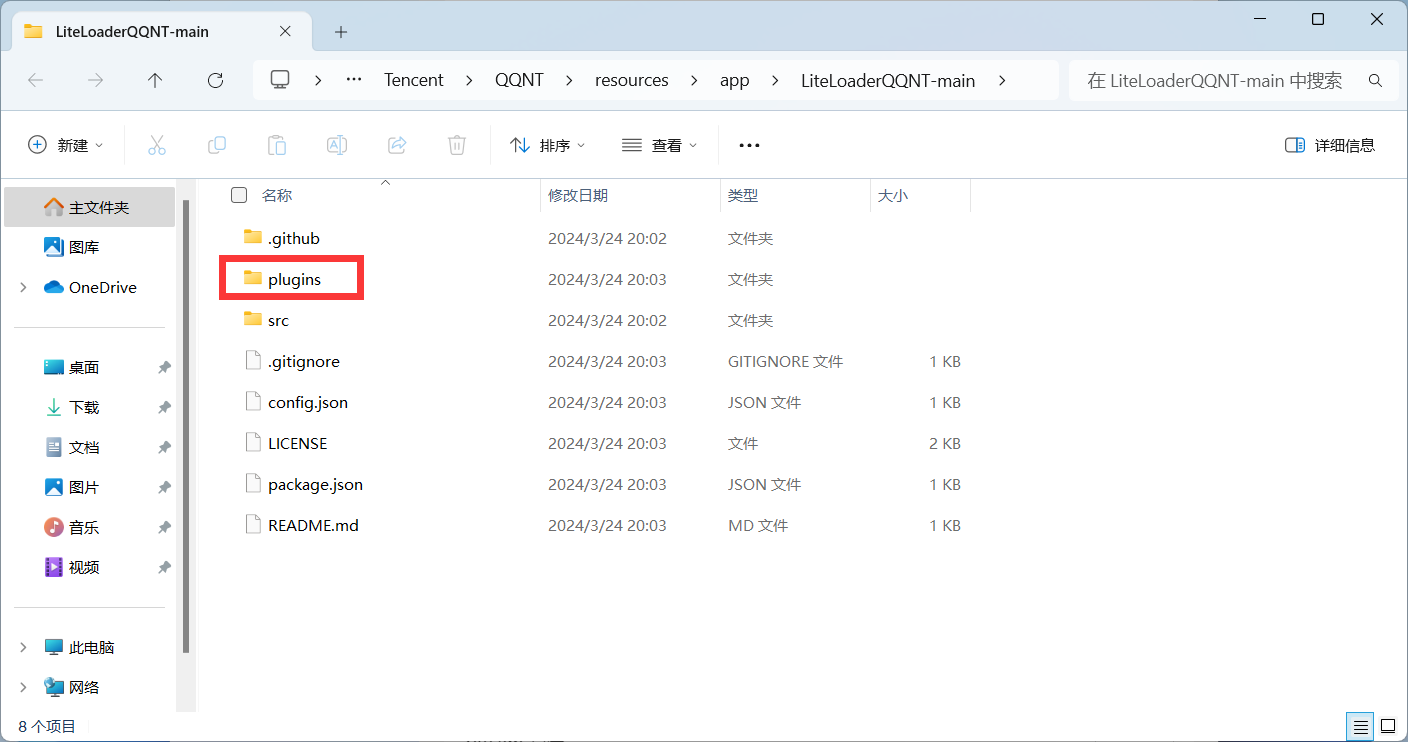 LiteLoaderQQNT-main
Tencent QQNT resources app LiteLoaderQQNT-main 在 LiteLoaderQQNT-main 中搜索
新建 排序 查看 详细信息
名称 修改日期 类型 大小
主文件夹
图库
OneDrive
桌面
下载
文档
图片
音乐
视频
此电脑
网络
.github 2024/3/24 20:02 文件夹
plugins 2024/3/24 20:03 文件夹
src 2024/3/24 20:02 文件夹
.gitignore 2024/3/24 20:03 GITIGNORE 文件 1 KB
config.json 2024/3/24 20:03 JSON 文件 1 KB
LICENSE 2024/3/24 20:03 文件 2 KB
package.json 2024/3/24 20:03 JSON 文件 1 KB
README.md 2024/3/24 20:03 MD 文件 1 KB
8 个项目